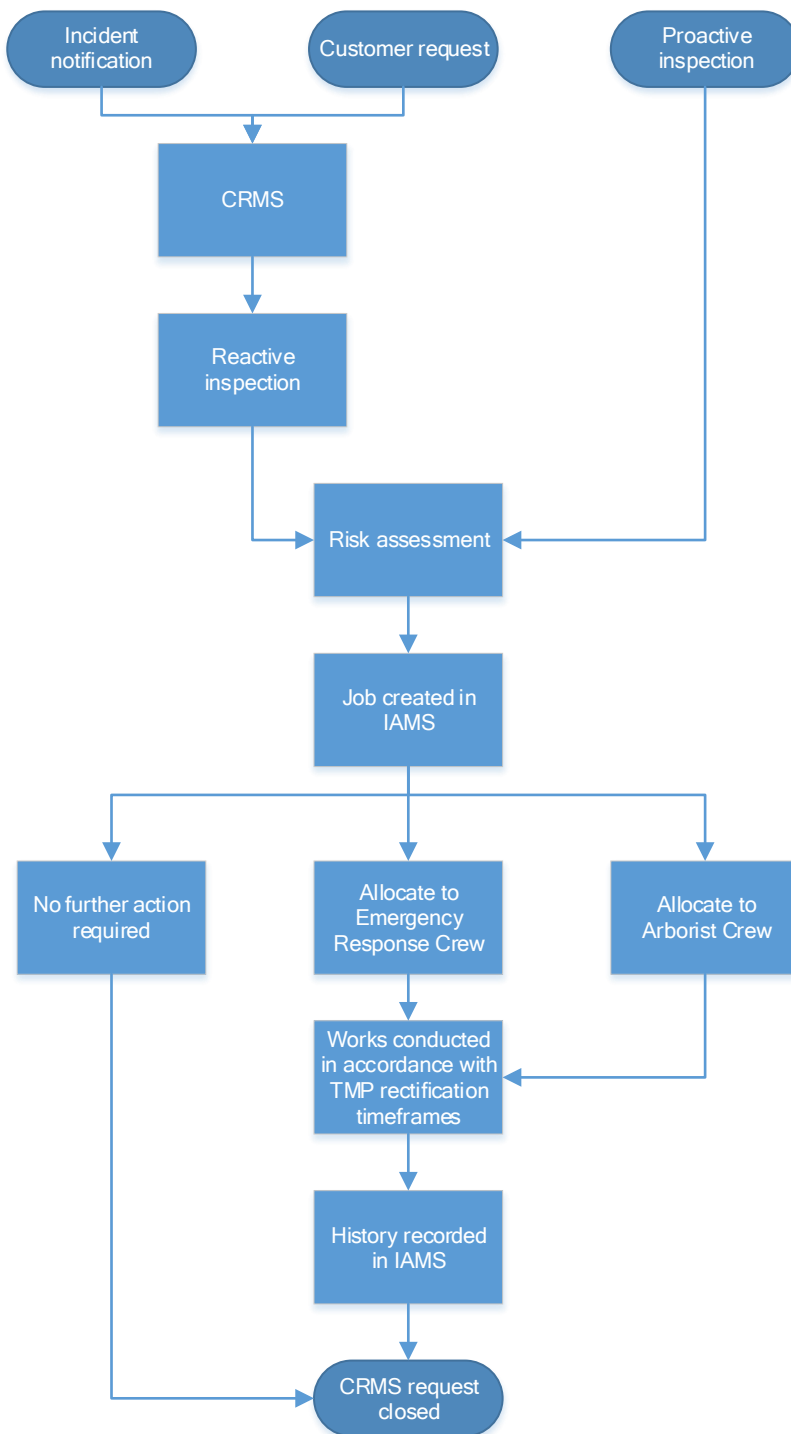 Incident
notification
Customer request
Proactive
inspection
CRMS
Reactive
inspection
Risk assessment
Job created in
IAMS
No further action
required
Allocate to
Emergency
Response Crew
Allocate to
Arborist Crew
Works conducted
in accordance with
TMP rectification
timeframes
History recorded
in IAMS
CRMS request
closed